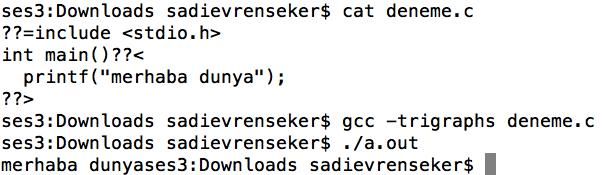 ses3:Downloads sadievrenseker$ cat deneme.c
??=include <stdio.h>
int main()??<
  printf("merhaba dunya");
??>
ses3:Downloads sadievrenseker$ gcc -trigraphs deneme.c
ses3:Downloads sadievrenseker$ ./a.out
merhaba dunyases3:Downloads sadievrenseker$